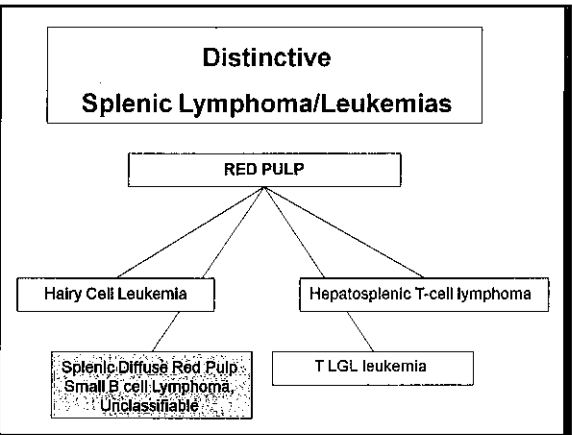 Distinctive
Splenic Lymphoma/Leukemias
RED PULP
Hairy Cell Leukemia
Hepatosplenic T-cell lymphoma
Splenic Diffuse Red Pulp
Small B cell Lymphoma,
Unclassifiable
T LGL leukemia